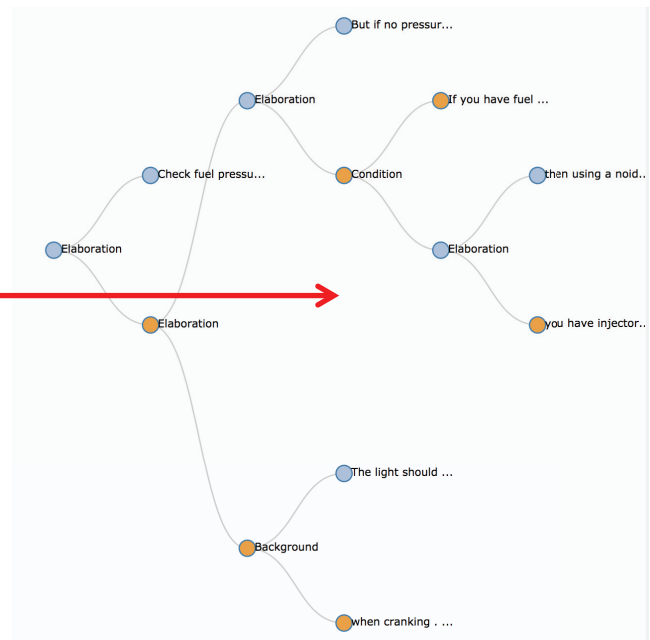 But if no pressur...
Elaboration
If you have fuel ...
Check fuel pressu...
Condition
then using a noid..
Elaboration
Elaboration
Elaboration
you have injector..
The light should ...
Background
when cranking . ...